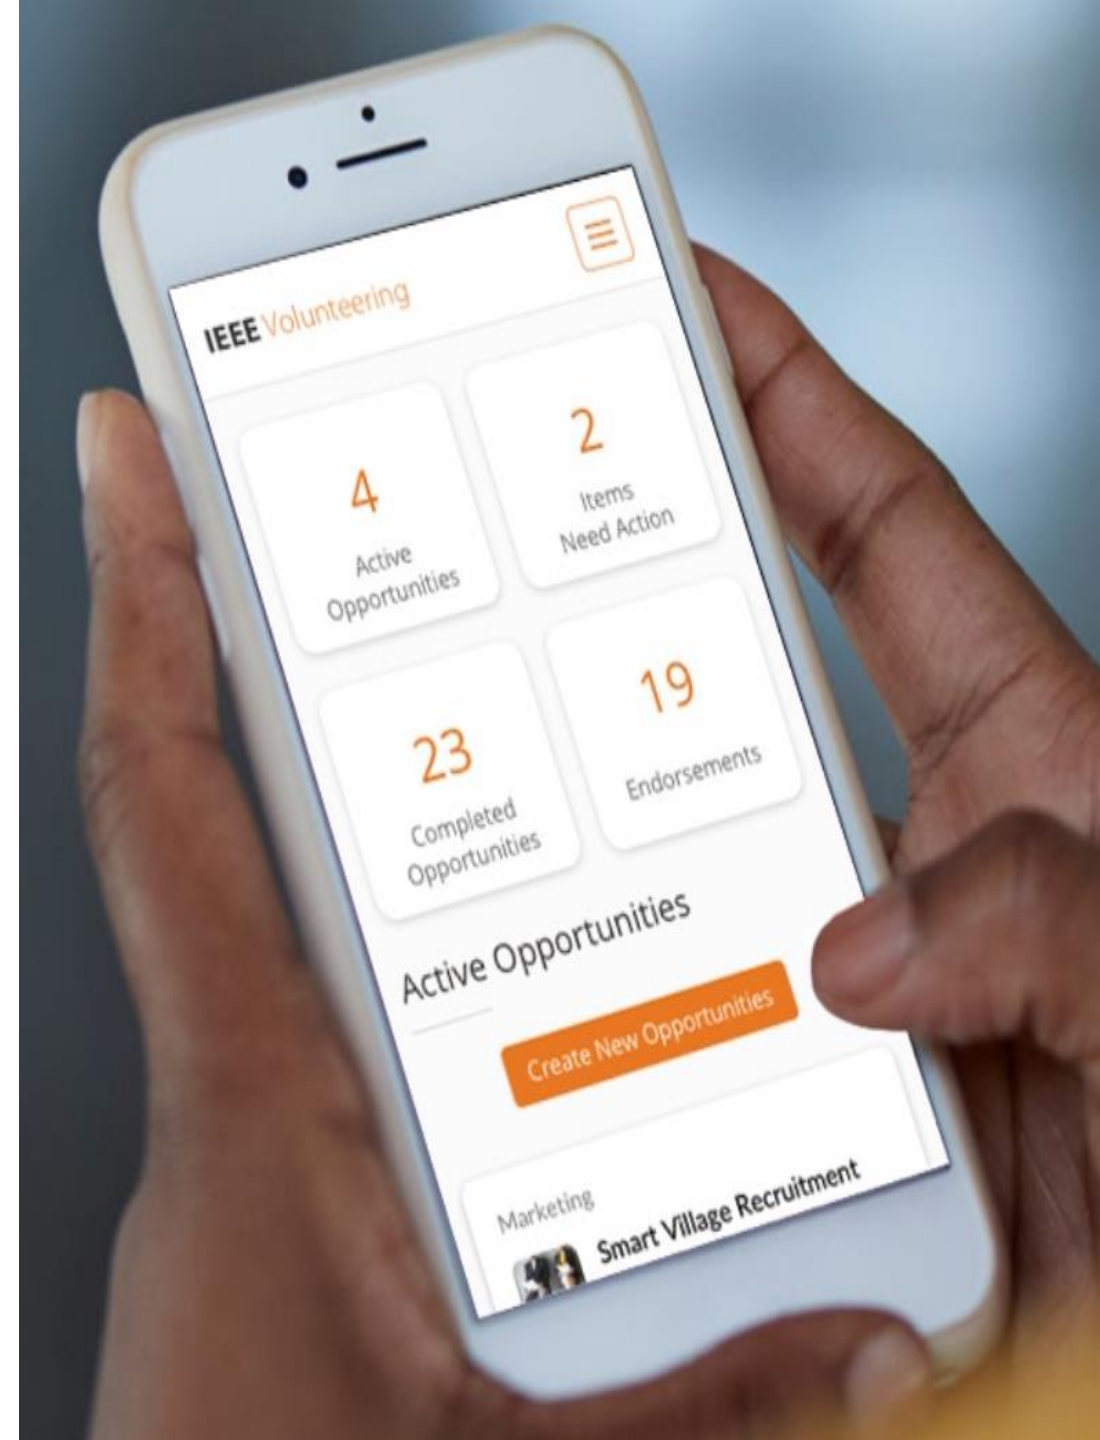 IEEE Volunteering
4
Active
Opportunities
2
Items
Need Action
23
Completed
Opportunities
19
Endorsements
Active Opportunities
Create New Opportunities
Marketing
Smart Village Recruitment